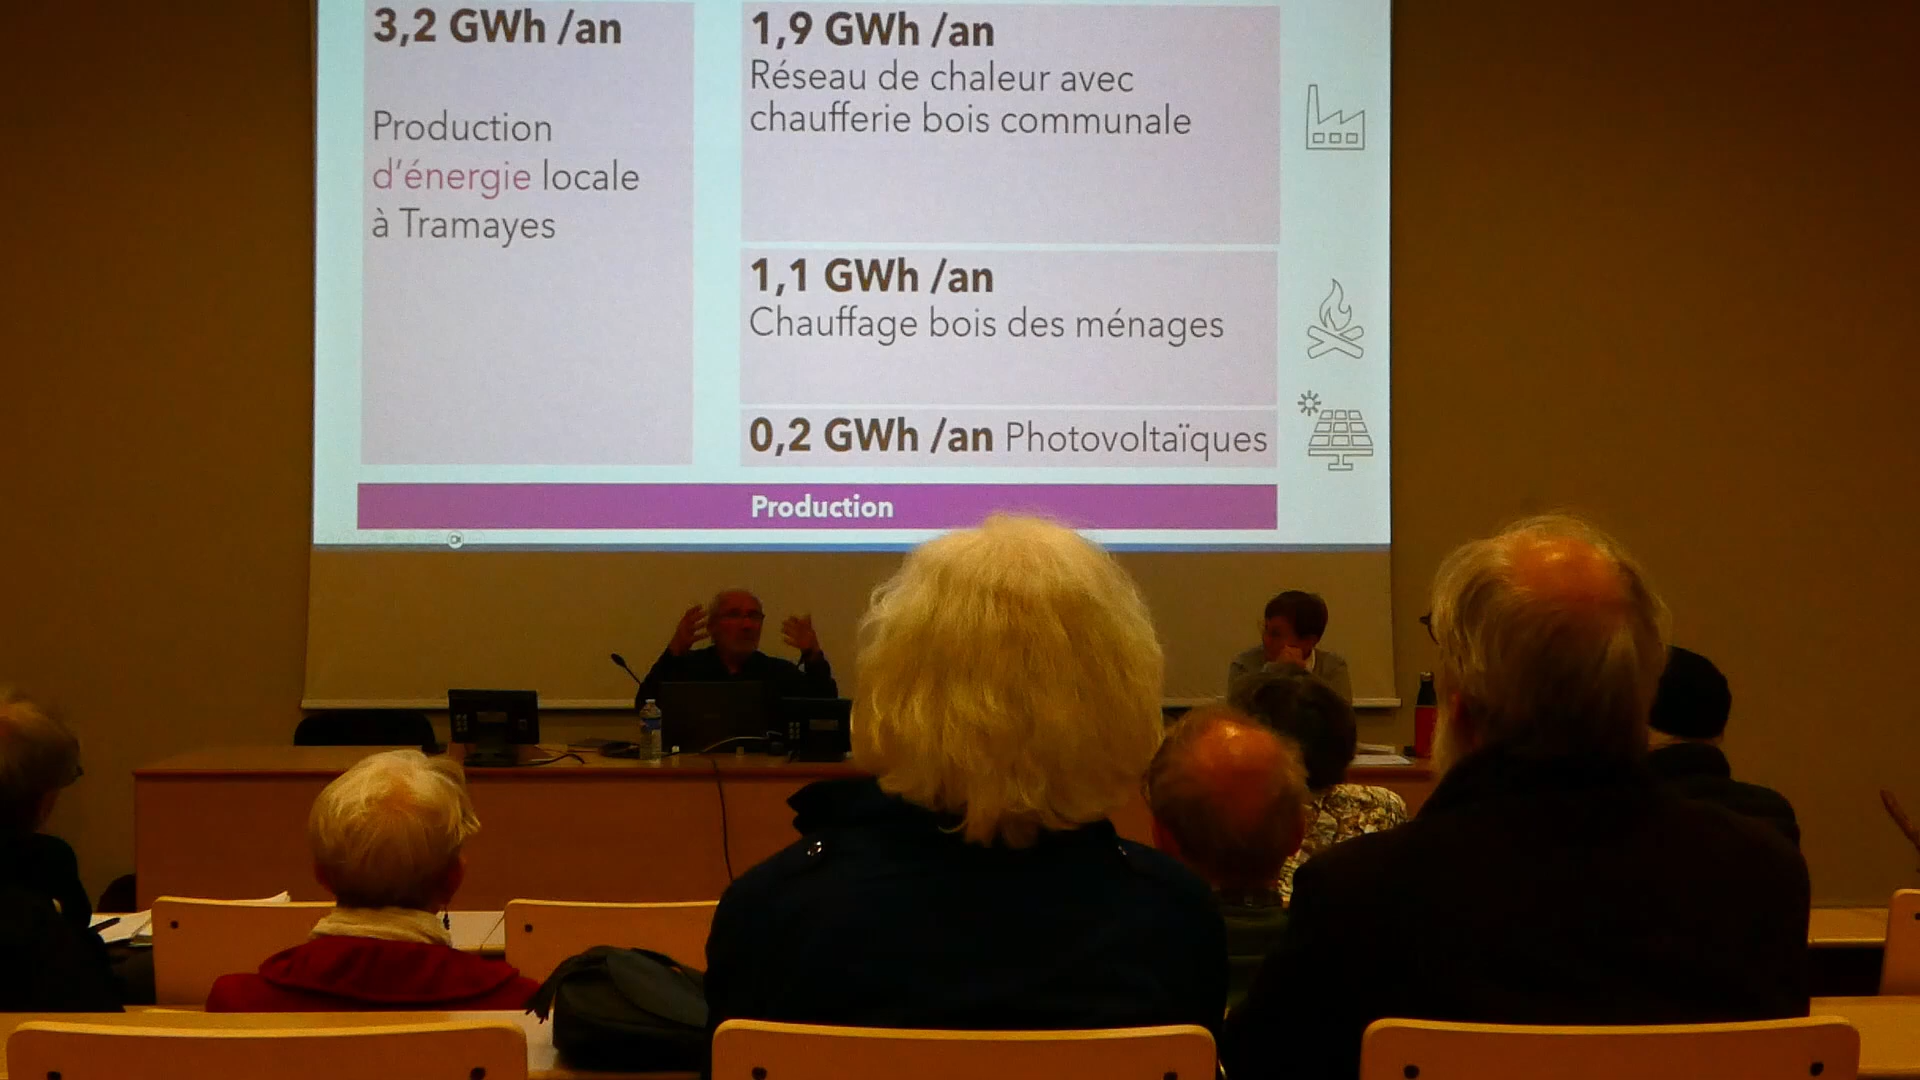 3,2 GWh /an
Production
d'énergie locale
à Tramayes
1,9 GWh /an
Réseau de chaleur avec
chaufferie bois communale
1,1 GWh /an
Chauffage bois des ménages
0,2 GWh /an Photovoltaïques
Production